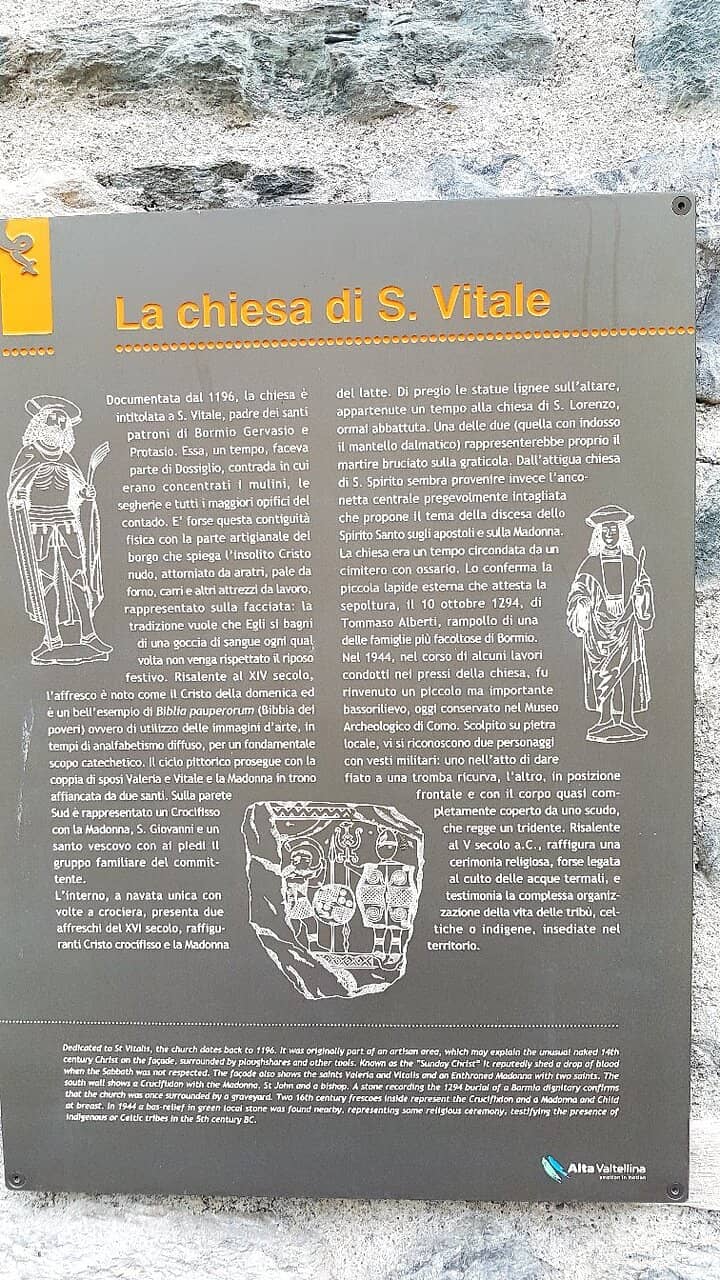 La chiesa di S. Vitale
Documentata dal 1196, la chiesa è
intitolata a S. Vitale, padre dei santi
patroni di Bormio Gervasio e
Protasio. Essa, un tempo, faceva
parte di Dossiglio, contrada in cui
erano concentrati i mulini, le
segherie e tutti i maggiori opifici del
contado. E' forse questa contiguità
fisica con la parte artigianale del
borgo che spiega l'insolito Cristo
nudo, attorniato da aratri, pale da
forno, carri e altri attrezzi da lavoro,
rappresentato sulla facciata: la
tradizione vuole che Egli si bagni
di una goccia di sangue ogni qual
volta non venga rispettato il riposo
festivo. Risalente al XIV secolo,
l'affresco è noto come il Cristo della domenica ed
è un bell'esempio di Biblia pauperorum (Bibbia dei
poveri) ovvero di utilizzo delle immagini d'arte, in
tempi di analfabetismo diffuso, per un fondamentale
scopo catechetico. Il ciclo pittorico prosegue con la
coppia di sposi Valeria e Vitale e la Madonna in trono
affiancata da due santi. Sulla parete
Sud è rappresentato un Crocifisso
con la Madonna, S. Giovanni e un
santo vescovo con ai piedi il
gruppo familiare del commit-
tente.
L'interno, a navata unica con
volte a crociera, presenta due
affreschi del XVI secolo, raffigu-
ranti Cristo crocifisso e la Madonna
del latte. Di pregio le statue lignee sull'altare,
appartenute un tempo alla chiesa di S. Lorenzo,
ormai abbattuta. Una delle due (quella con indosso
il mantello dalmatico) rappresenterebbe proprio il
martire bruciato sulla graticola. Dall'attigua chiesa
di S. Spirito sembra provenire invece l'anco-
netta centrale pregevolmente intagliata
che propone il tema della discesa dello
Spirito Santo sugli apostoli e sulla Madonna.
La chiesa era un tempo circondata da un
cimitero con ossario. Lo conferma la
piccola lapide esterna che attesta la
sepoltura, il 10 ottobre 1294, di
Tommaso Alberti, rampollo di una
delle famiglie più facoltose di Bormio.
Nel 1944, nel corso di alcuni lavori
condotti nei pressi della chiesa, fu
rinvenuto un piccolo ma importante
bassorilievo, oggi conservato nel Museo
Archeologico di Como. Scolpito su pietra
locale, vi si riconoscono due personaggi
con vesti militari: uno nell'atto di dare
fiato a una tromba ricurva, l'altro, in posizione
frontale e con il corpo quasi com-
pletamente coperto da uno scudo,
che regge un tridente. Risalente
al V secolo a.C., raffigura una
cerimonia religiosa, forse legata
al culto delle acque termali, e
testimonia la complessa organiz-
zazione della vita delle tribù, cel-
tiche o indigene, insediate nel
territorio.
Dedicated to St Vitalis, the church dates back to 1196. It was originally part of an artisan area, which may explain the unusual naked 14th
century Christ on the façade, surrounded by ploughshares and other tools. Known as the "Sunday Christ" it reputedly shed a drop of blood
when the Sabbath was not respected. The façade also shows the saints Valeria and Vitalis and an Enthroned Madonna with two saints. The
south wall shows a Crucifixion with the Madonna, St John and a bishop. A stone recording the 1294 burial of a Bormio dignitary confirms
that the church was once surrounded by a graveyard. Two 16th century frescoes inside represent the Crucifixion and a Madonna and Child
at breast. In 1944 a bas-relief in green local stone was found nearby, representing some religious ceremony, testifying the presence of
indigenous or Celtic tribes in the 5th century BC.
Alta Valtellina
emotion in motion